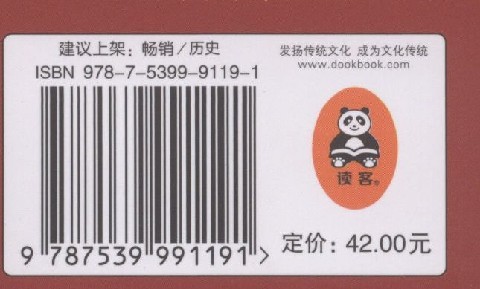 建议上架：畅销／历史
ISBN 978-7-5399-9119-1
9 787539 991191 >
发扬传统文化 成为文化传统
www.dookbook.com
读客®
定价：42.00元